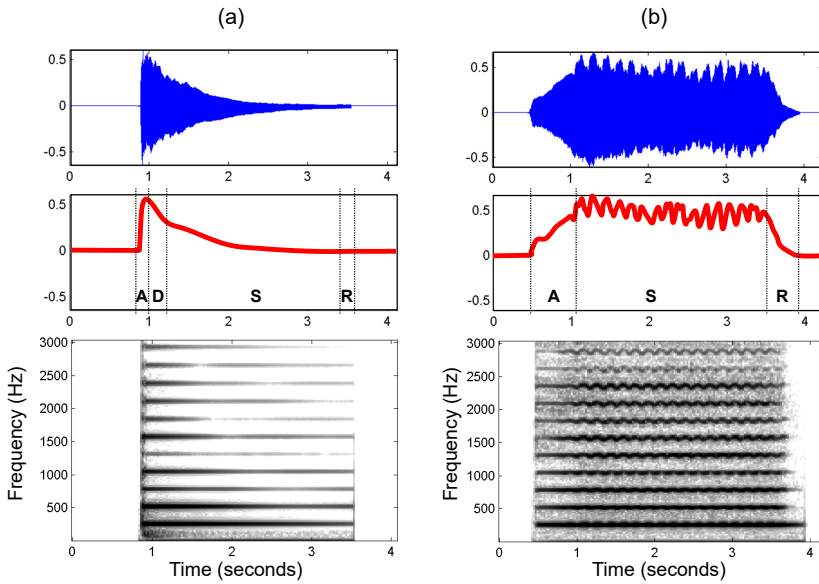 (a) (b)
0.5 0.5
0 0
-0.5 -0.5
0 1 2 3 4 0 1 2 3 4
0.5 0.5
0 0
-0.5 -0.5
A D S R A S R
0 1 2 3 4 0 1 2 3 4
3000 3000
2500 2500
2000 2000
1500 1500
1000 1000
500 500
Frequency (Hz) Frequency (Hz)
0 1 2 3 4 0 1 2 3 4
Time (seconds) Time (seconds)